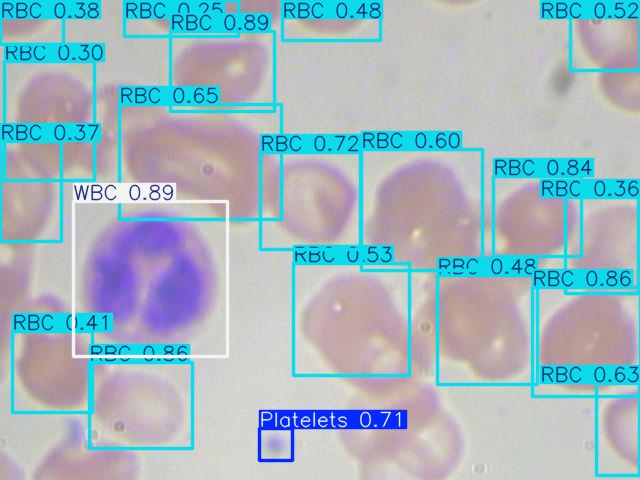 RBC 0.38
RBC 0.25
RBC 0.89
RBC 0.48
RBC 0.52
RBC 0.30
RBC 0.65
RBC 0.37
RBC 0.72
RBC 0.60
RBC 0.84
RBC 0.36
WBC 0.89
RBC 0.53
RBC 0.48
RBC 0.86
RBC 0.41
RBC 0.86
RBC 0.63
Platelets 0.71